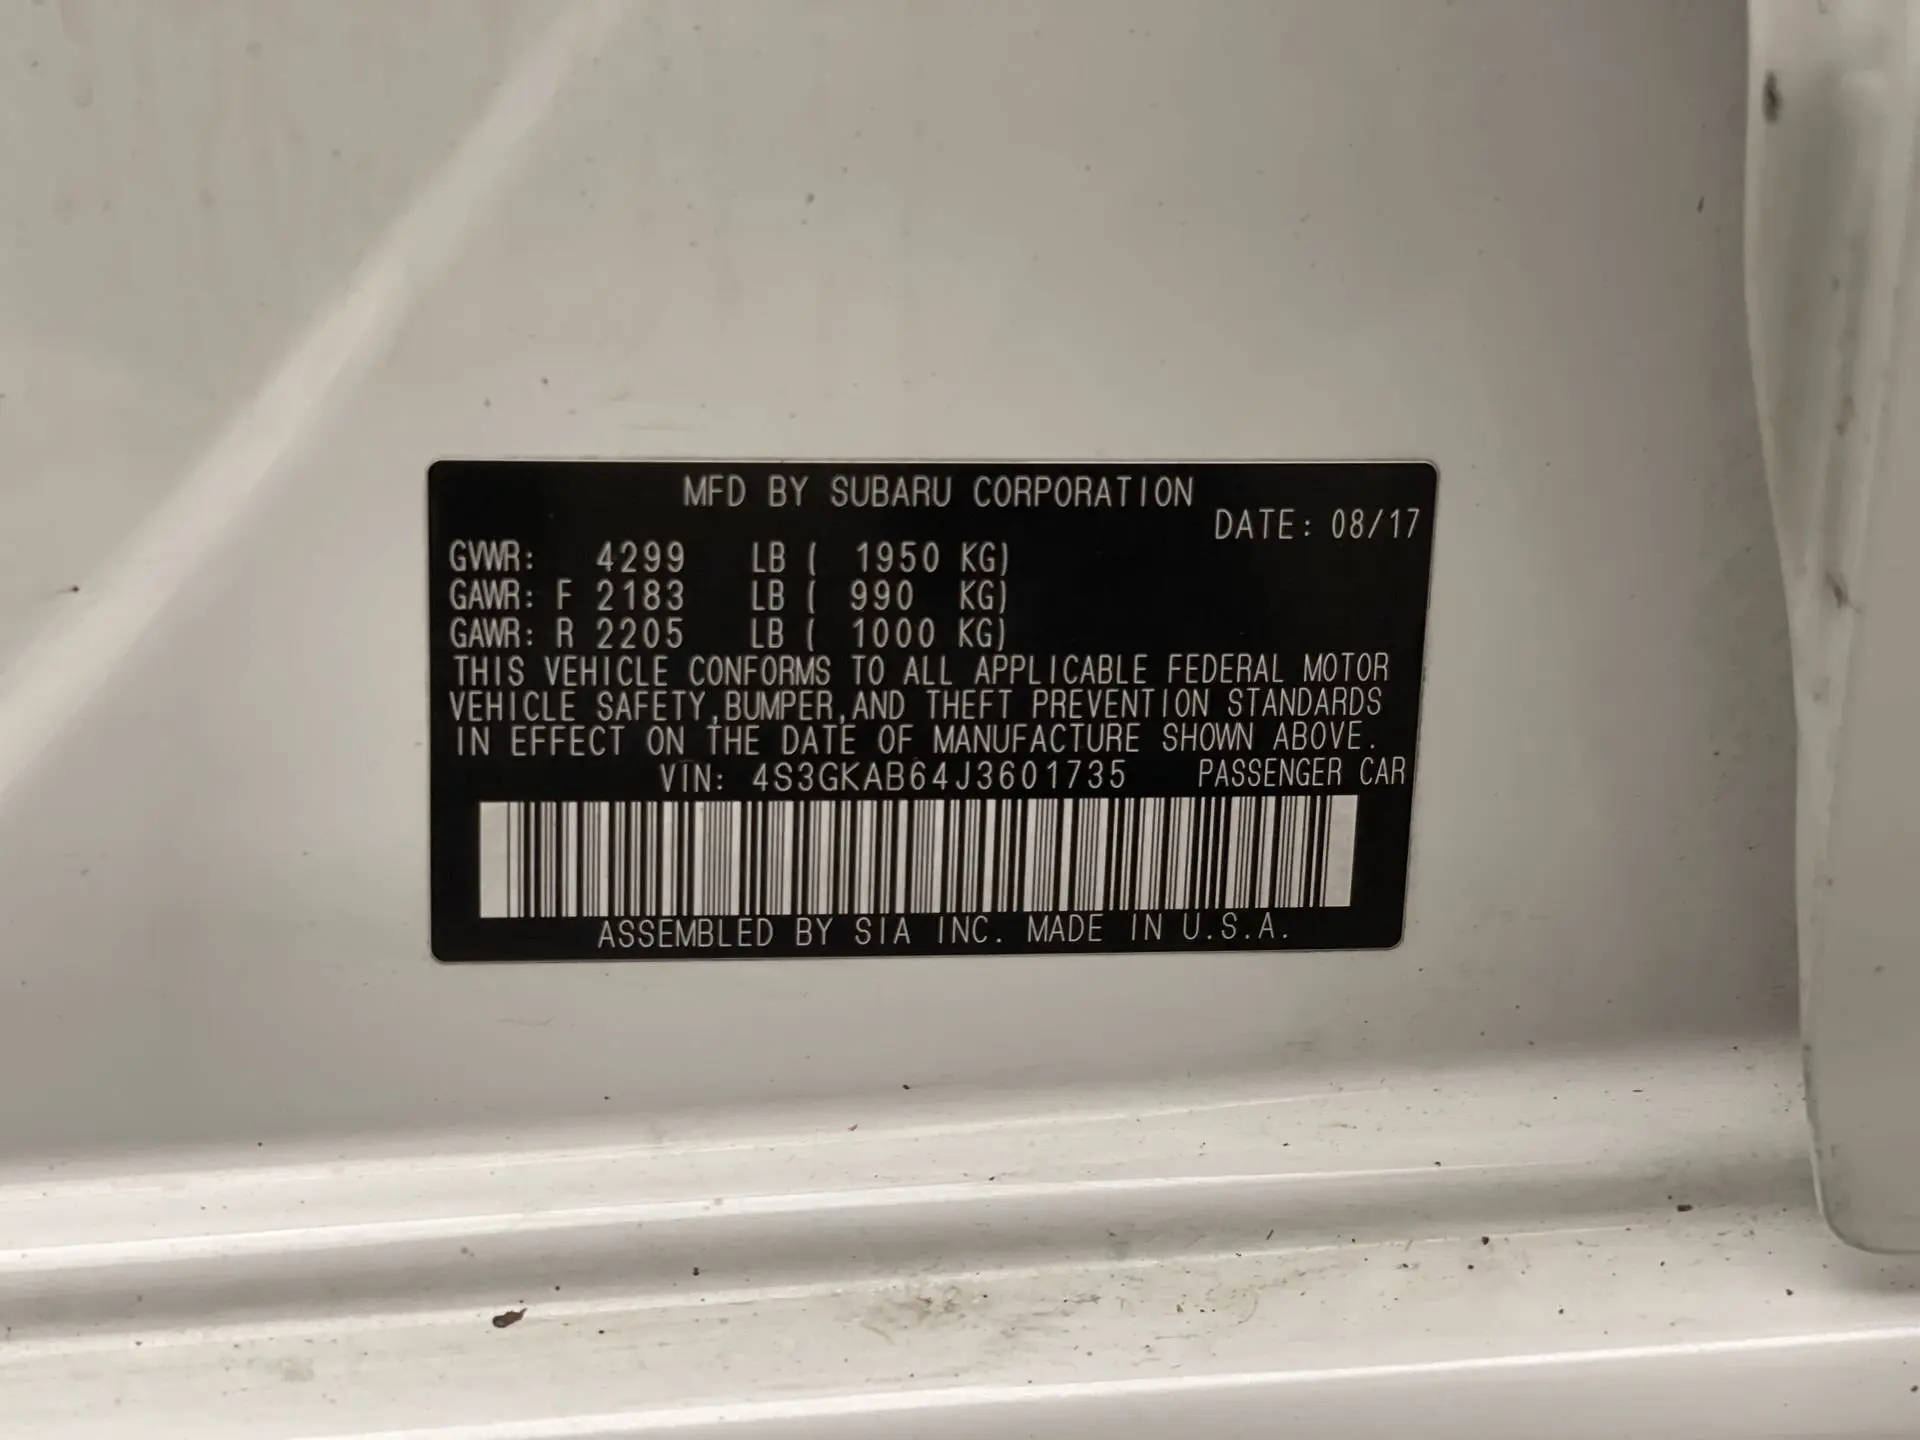 MFD BY SUBARU CORPORATION
DATE: 08/17
GVWR: 4299 LB ( 1950 KG)
GAWR: F 2183 LB ( 990 KG)
GAWR: R 2205 LB ( 1000 KG)
THIS VEHICLE CONFORMS TO ALL APPLICABLE FEDERAL MOTOR
VEHICLE SAFETY,BUMPER,AND THEFT PREVENTION STANDARDS
IN EFFECT ON THE DATE OF MANUFACTURE SHOWN ABOVE.
VIN: 4S3GKAB64J3601735 PASSENGER CAR
ASSEMBLED BY SIA INC. MADE IN U.S.A.